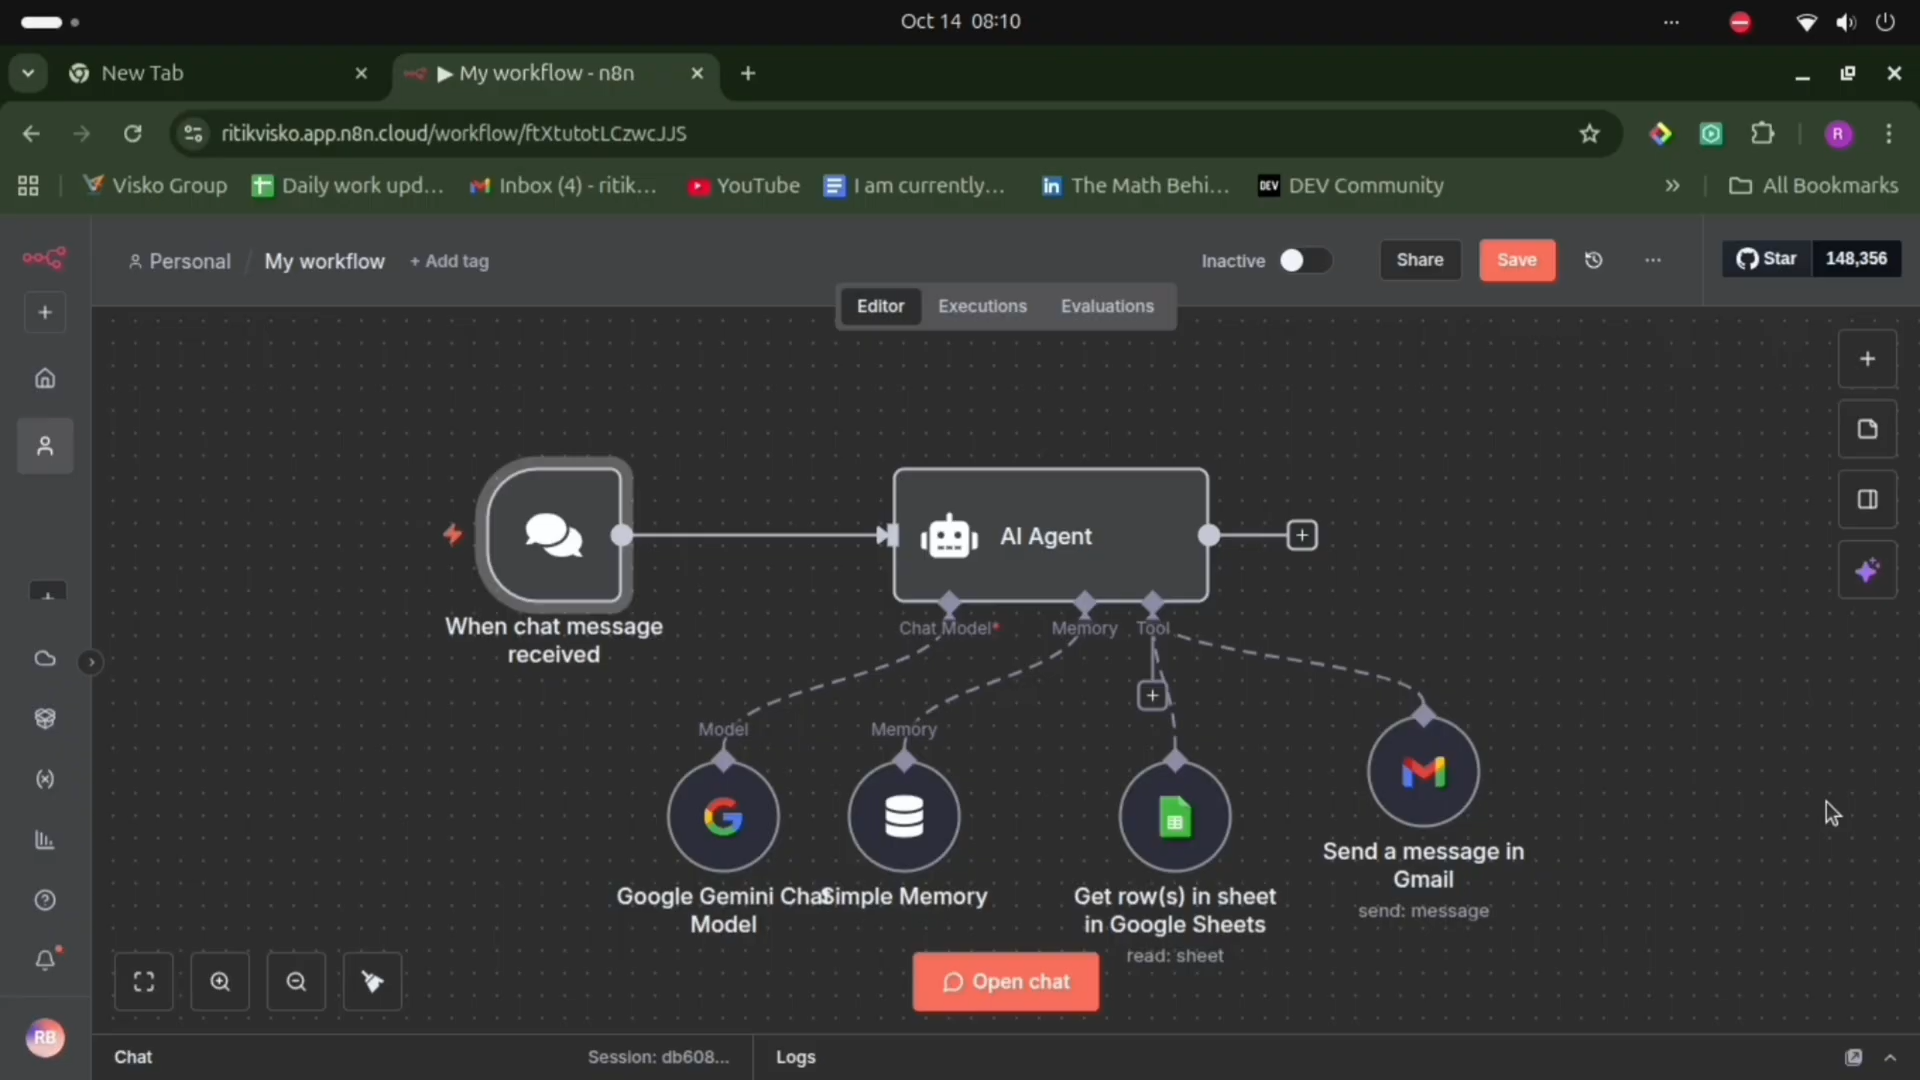 Oct 14 08:10
New Tab
▶ My workflow - n8n
ritikvisko.app.n8n.cloud/workflow/ftXtutotLCzwcJJS
Visko Group
Daily work upd...
Inbox (4) - ritik...
YouTube
I am currently...
in The Math Behi...
DEV DEV Community
All Bookmarks
R
Personal / My workflow + Add tag
Inactive
Share
Save
Star 148,356
Editor Executions Evaluations
AI Agent
When chat message
received
Chat Model*
Memory
Tool
Model
Memory
Google Gemini Chat
Model
Simple Memory
Get row(s) in sheet
in Google Sheets
read: sheet
Send a message in
Gmail
send: message
Open chat
RB
Chat
Session: db608...
Logs